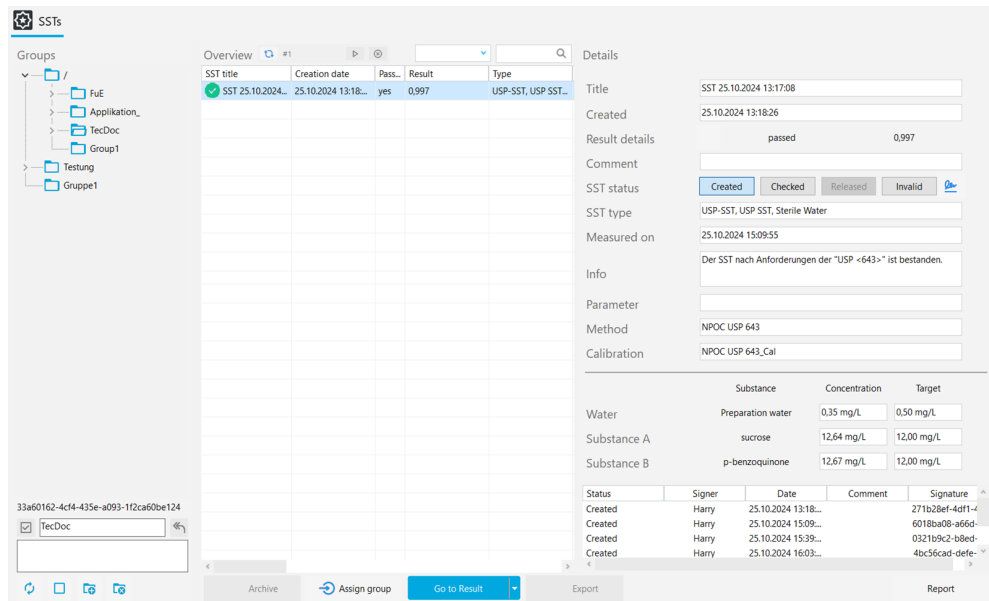 SSTs
Groups
/
FuE
Applikation_
TecDoc
Group1
Testung
Gruppe1
33a60162-4cf4-435e-a093-1f2ca60be124
TecDoc
Overview #1
SST title Creation date Pass... Result Type
SST 25.10.2024... 25.10.2024 13:18:... yes 0,997 USP-SST, USP SST...
Archive Assign group Go to Result Export
Details
Title SST 25.10.2024 13:17:08
Created 25.10.2024 13:18:26
Result details passed 0,997
Comment
SST status Created Checked Released Invalid
SST type USP-SST, USP SST, Sterile Water
Measured on 25.10.2024 15:09:55
Info Der SST nach Anforderungen der "USP <643>" ist bestanden.
Parameter
Method NPOC USP 643
Calibration NPOC USP 643_Cal
Substance Concentration Target
Water Preparation water 0,35 mg/L 0,50 mg/L
Substance A sucrose 12,64 mg/L 12,00 mg/L
Substance B p-benzoquinone 12,67 mg/L 12,00 mg/L
Status Signer Date Comment Signature
Created Harry 25.10.2024 13:18:... 271b28ef-4df1-4
Created Harry 25.10.2024 15:09:... 6018ba08-a66d-
Created Harry 25.10.2024 15:39:... 0321b9c2-b8ed-
Created Harry 25.10.2024 16:03:... 4bc56cad-defe-
Report